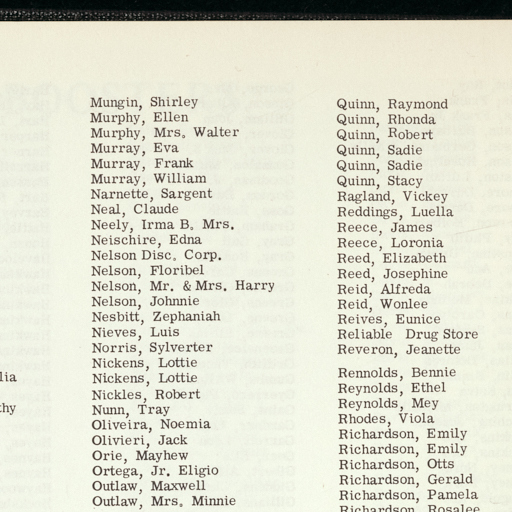 lia
thy
Mungin, Shirley
Murphy, Ellen
Murphy, Mrs. Walter
Murray, Eva
Murray, Frank
Murray, William
Narnette, Sargent
Neal, Claude
Neely, Irma B. Mrs.
Neischire, Edna
Nelson Disc. Corp.
Nelson, Floribel
Nelson, Mr. & Mrs. Harry
Nelson, Johnnie
Nesbitt, Zephaniah
Nieves, Luis
Norris, Sylverter
Nickens, Lottie
Nickens, Lottie
Nickles, Robert
Nunn, Tray
Oliveira, Noemia
Olivieri, Jack
Orie, Mayhew
Ortega, Jr. Eligio
Outlaw, Maxwell
Outlaw, Mrs. Minnie
Quinn, Raymond
Quinn, Rhonda
Quinn, Robert
Quinn, Sadie
Quinn, Sadie
Quinn, Stacy
Ragland, Vickey
Reddings, Luella
Reece, James
Reece, Loronia
Reed, Elizabeth
Reed, Josephine
Reid, Alfreda
Reid, Wonlee
Reives, Eunice
Reliable Drug Store
Reveron, Jeanette
Rennolds, Bennie
Reynolds, Ethel
Reynolds, Mey
Rhodes, Viola
Richardson, Emily
Richardson, Emily
Richardson, Otts
Richardson, Gerald
Richardson, Pamela
Richardson, Rosalee